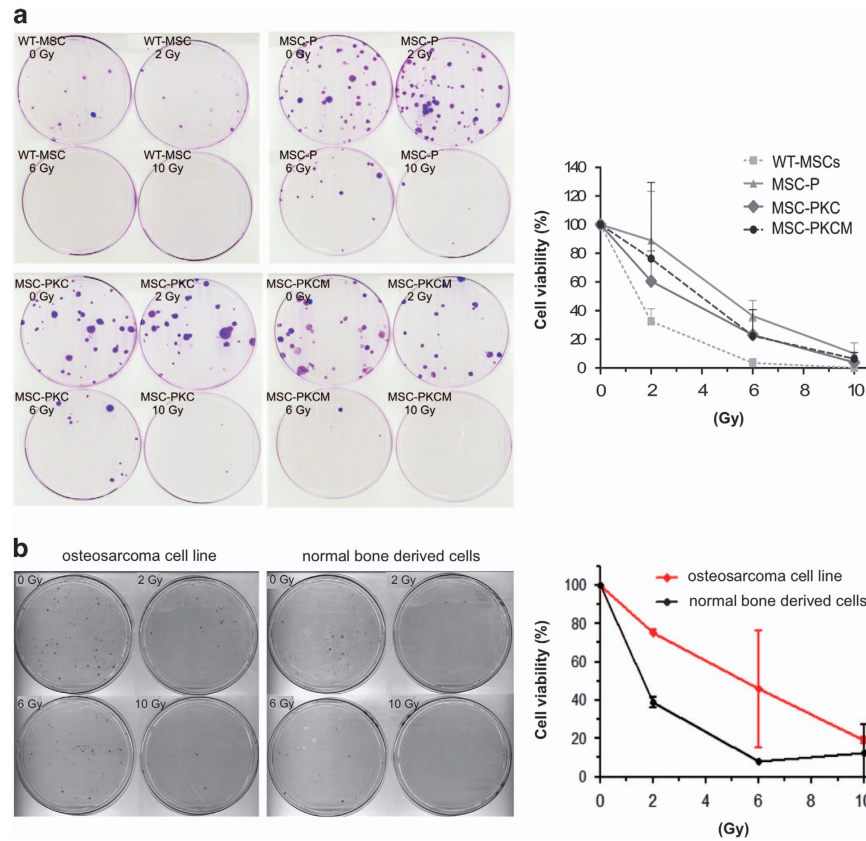 a
WT-MSC
0 Gy
WT-MSC
2 Gy
MSC-P
0 Gy
MSC-P
2 Gy
WT-MSC
6 Gy
WT-MSC
10 Gy
MSC-P
6 Gy
MSC-P
10 Gy
MSC-PKC
0 Gy
MSC-PKC
2 Gy
MSC-PKCM
0 Gy
MSC-PKCM
2 Gy
MSC-PKC
6 Gy
MSC-PKC
10 Gy
MSC-PKCM
6 Gy
MSC-PKCM
10 Gy
WT-MSCs
MSC-P
MSC-PKC
MSC-PKCM
Cell viability (%)
140
120
100
80
60
40
20
0
0 2 4 6 8 10
(Gy)
b
osteosarcoma cell line
normal bone derived cells
0 Gy
2 Gy
0 Gy
2 Gy
6 Gy
10 Gy
6 Gy
10 Gy
osteosarcoma cell line
normal bone derived cells
Cell viability (%)
100
80
60
40
20
0
0 2 4 6 8 10
(Gy)